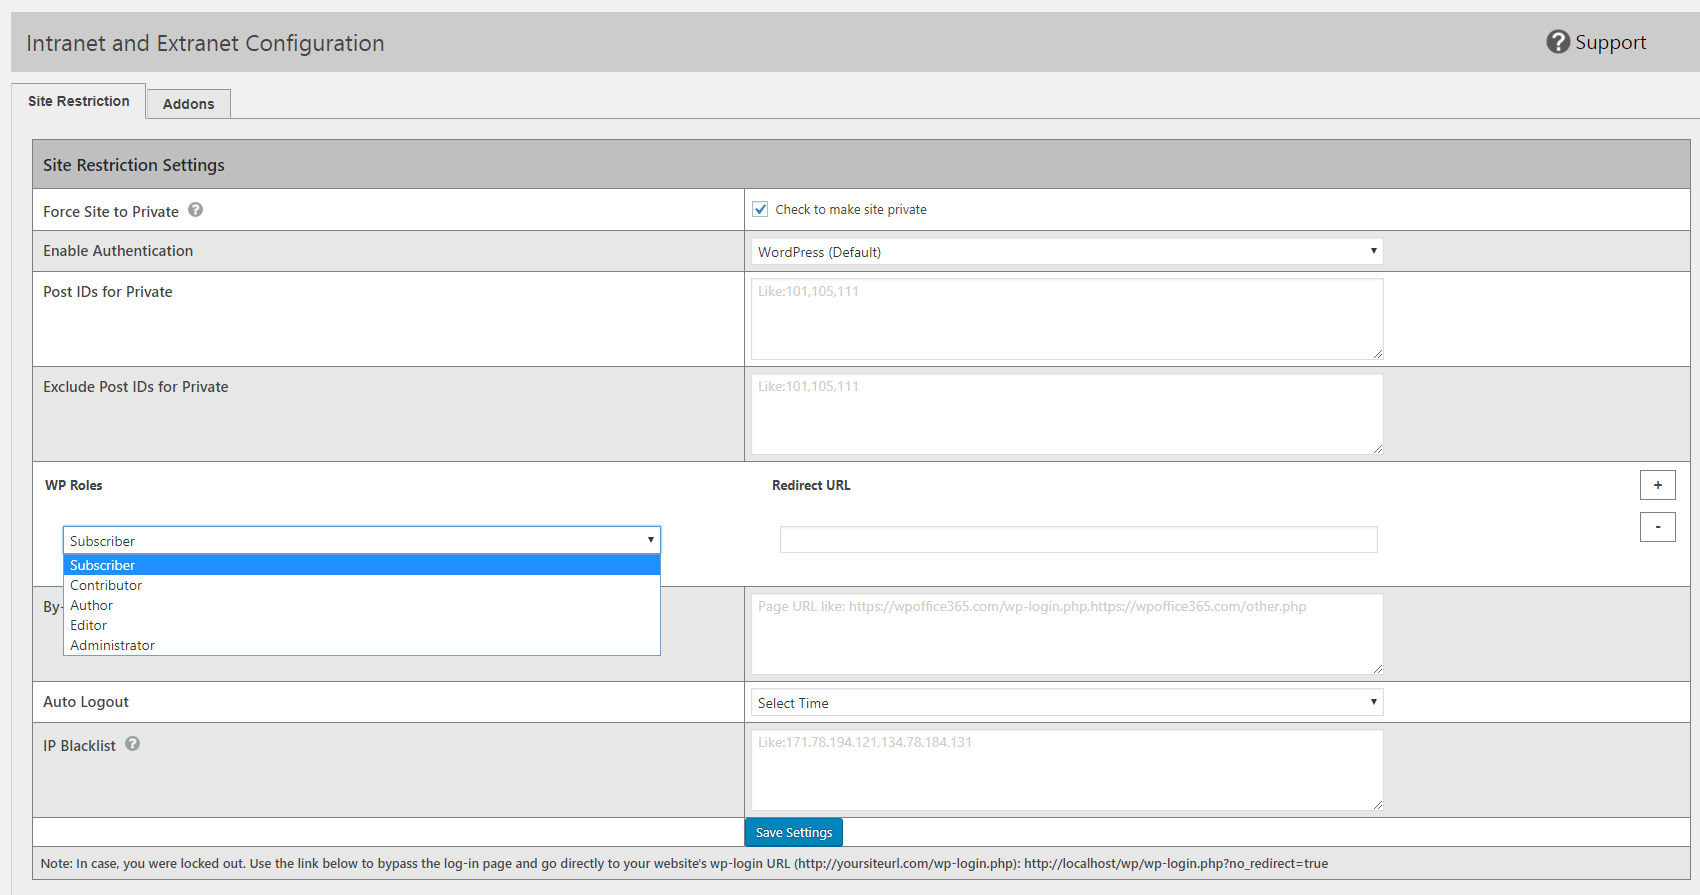 Intranet and Extranet Configuration
Support
Site Restriction
Addons
Site Restriction Settings
Force Site to Private
Check to make site private
Enable Authentication
WordPress (Default)
Post IDs for Private
Like:101,105,111
Exclude Post IDs for Private
Like:101,105,111
WP Roles
Redirect URL
+
-
Subscriber
Subscriber
Contributor
Author
Editor
Administrator
By-
Page URL like: https://wpoffice365.com/wp-login.php,https://wpoffice365.com/other.php
Auto Logout
Select Time
IP Blacklist
Like:171.78.194.121,134.78.184.131
Save Settings
Note: In case, you were locked out. Use the link below to bypass the log-in page and go directly to your website's wp-login URL (http://yoursiteurl.com/wp-login.php): http://localhost/wp/wp-login.php?no_redirect=true